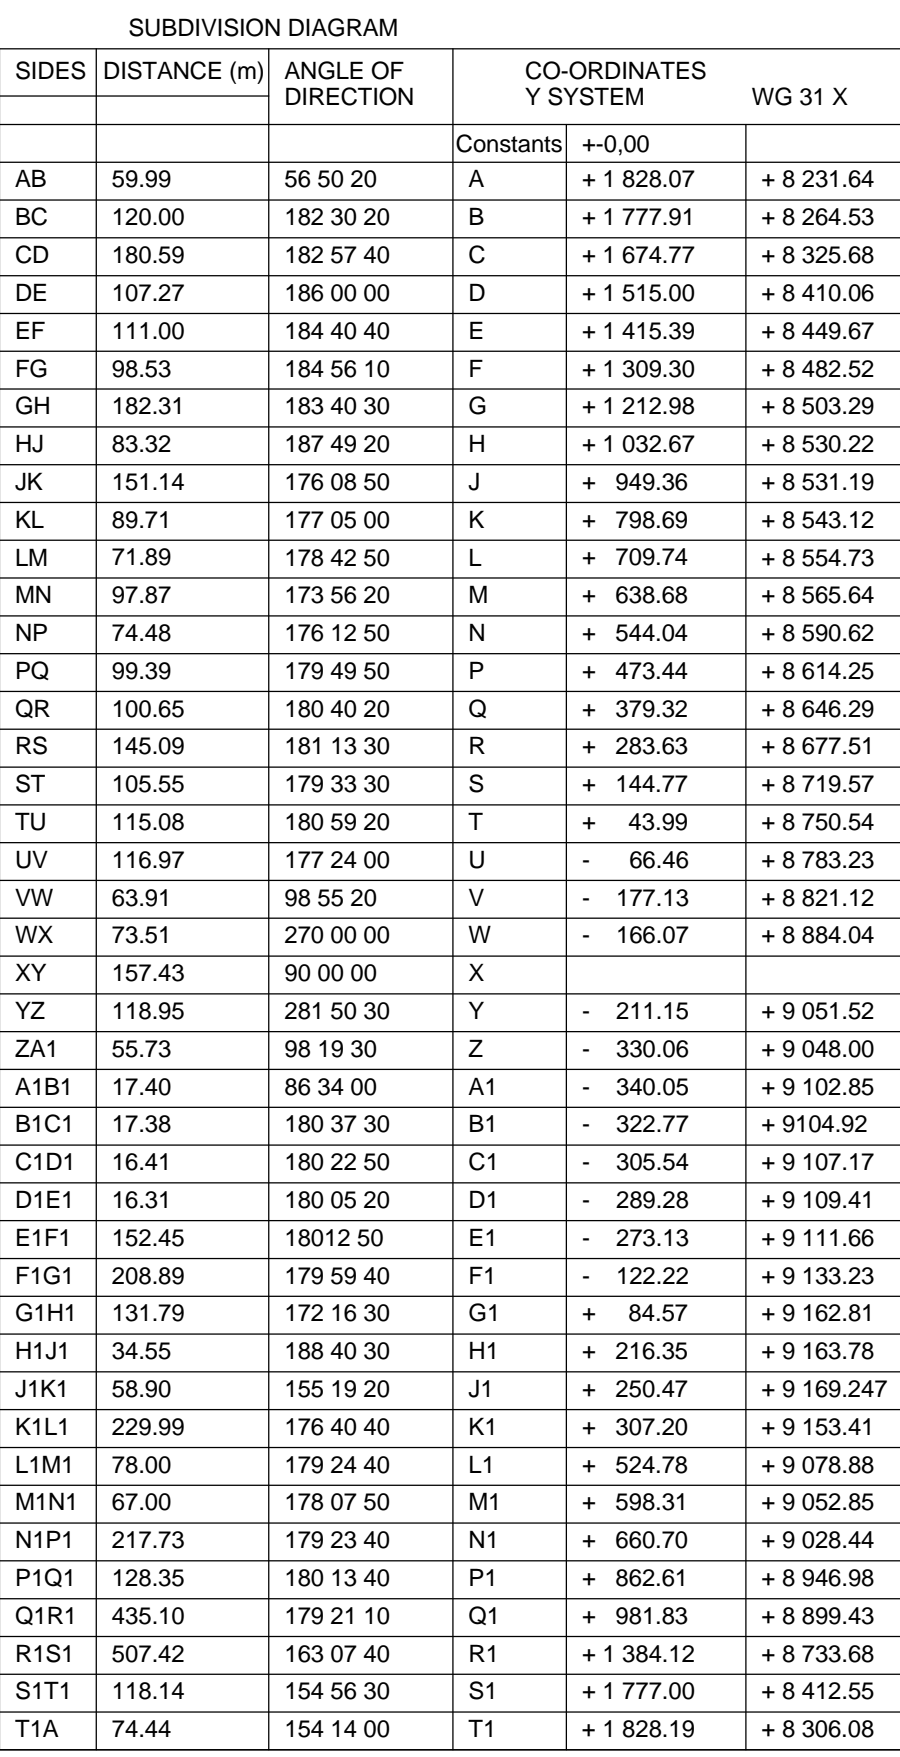 SUBDIVISION DIAGRAM
SIDES DISTANCE (m) ANGLE OF CO-ORDINATES
DIRECTION Y SYSTEM WG 31 X
Constants +-0,00
AB 59.99 56 50 20 A + 1 828.07 + 8 231.64
BC 120.00 182 30 20 B + 1 777.91 + 8 264.53
CD 180.59 182 57 40 C + 1 674.77 + 8 325.68
DE 107.27 186 00 00 D + 1 515.00 + 8 410.06
EF 111.00 184 40 40 E + 1 415.39 + 8 449.67
FG 98.53 184 56 10 F + 1 309.30 + 8 482.52
GH 182.31 183 40 30 G + 1 212.98 + 8 503.29
HJ 83.32 187 49 20 H + 1 032.67 + 8 530.22
JK 151.14 176 08 50 J + 949.36 + 8 531.19
KL 89.71 177 05 00 K + 798.69 + 8 543.12
LM 71.89 178 42 50 L + 709.74 + 8 554.73
MN 97.87 173 56 20 M + 638.68 + 8 565.64
NP 74.48 176 12 50 N + 544.04 + 8 590.62
PQ 99.39 179 49 50 P + 473.44 + 8 614.25
QR 100.65 180 40 20 Q + 379.32 + 8 646.29
RS 145.09 181 13 30 R + 283.63 + 8 677.51
ST 105.55 179 33 30 S + 144.77 + 8 719.57
TU 115.08 180 59 20 T + 43.99 + 8 750.54
UV 116.97 177 24 00 U - 66.46 + 8 783.23
VW 63.91 98 55 20 V - 177.13 + 8 821.12
WX 73.51 270 00 00 W - 166.07 + 8 884.04
XY 157.43 90 00 00 X
YZ 118.95 281 50 30 Y - 211.15 + 9 051.52
ZA1 55.73 98 19 30 Z - 330.06 + 9 048.00
A1B1 17.40 86 34 00 A1 - 340.05 + 9 102.85
B1C1 17.38 180 37 30 B1 - 322.77 + 9104.92
C1D1 16.41 180 22 50 C1 - 305.54 + 9 107.17
D1E1 16.31 180 05 20 D1 - 289.28 + 9 109.41
E1F1 152.45 18012 50 E1 - 273.13 + 9 111.66
F1G1 208.89 179 59 40 F1 - 122.22 + 9 133.23
G1H1 131.79 172 16 30 G1 + 84.57 + 9 162.81
H1J1 34.55 188 40 30 H1 + 216.35 + 9 163.78
J1K1 58.90 155 19 20 J1 + 250.47 + 9 169.247
K1L1 229.99 176 40 40 K1 + 307.20 + 9 153.41
L1M1 78.00 179 24 40 L1 + 524.78 + 9 078.88
M1N1 67.00 178 07 50 M1 + 598.31 + 9 052.85
N1P1 217.73 179 23 40 N1 + 660.70 + 9 028.44
P1Q1 128.35 180 13 40 P1 + 862.61 + 8 946.98
Q1R1 435.10 179 21 10 Q1 + 981.83 + 8 899.43
R1S1 507.42 163 07 40 R1 + 1 384.12 + 8 733.68
S1T1 118.14 154 56 30 S1 + 1 777.00 + 8 412.55
T1A 74.44 154 14 00 T1 + 1 828.19 + 8 306.08